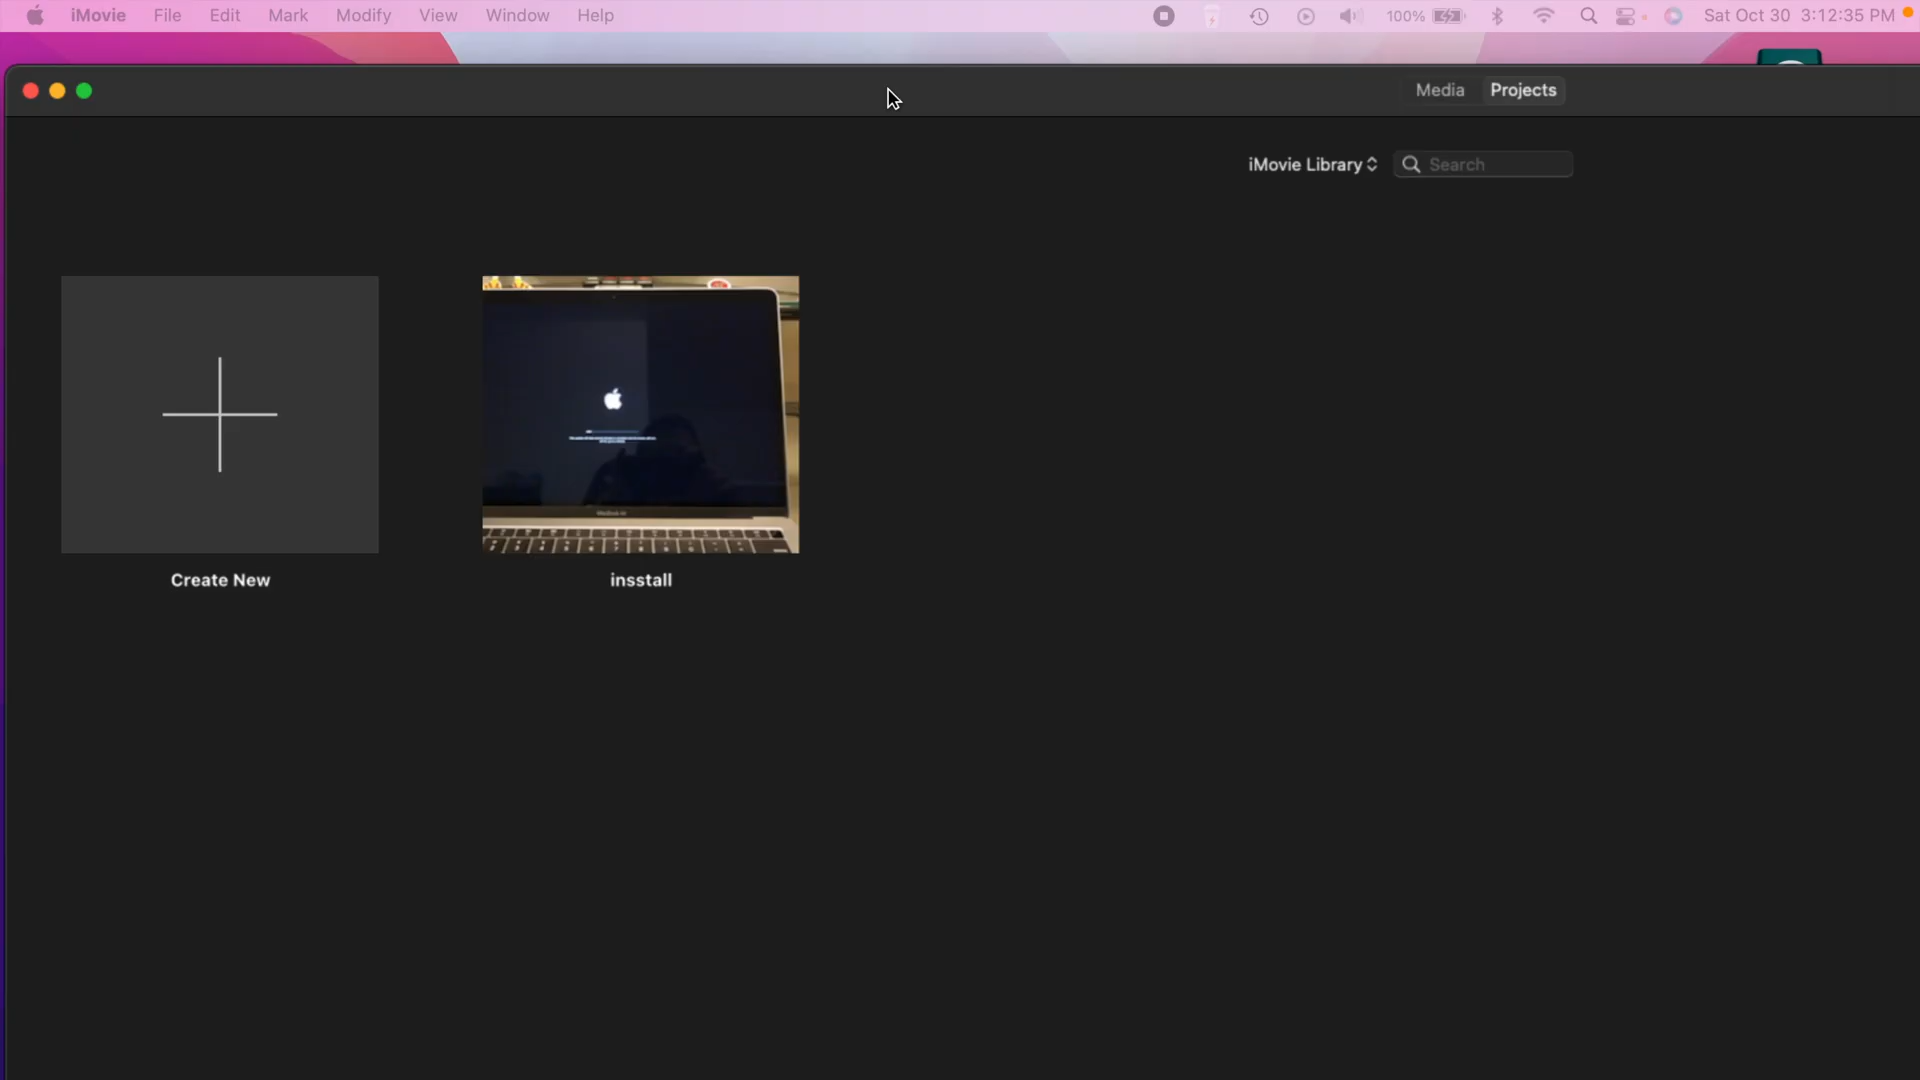 iMovie File Edit Mark Modify View Window Help 100% Sat Oct 30 3:12:35 PM
Media Projects
iMovie Library Search
Create New insstall